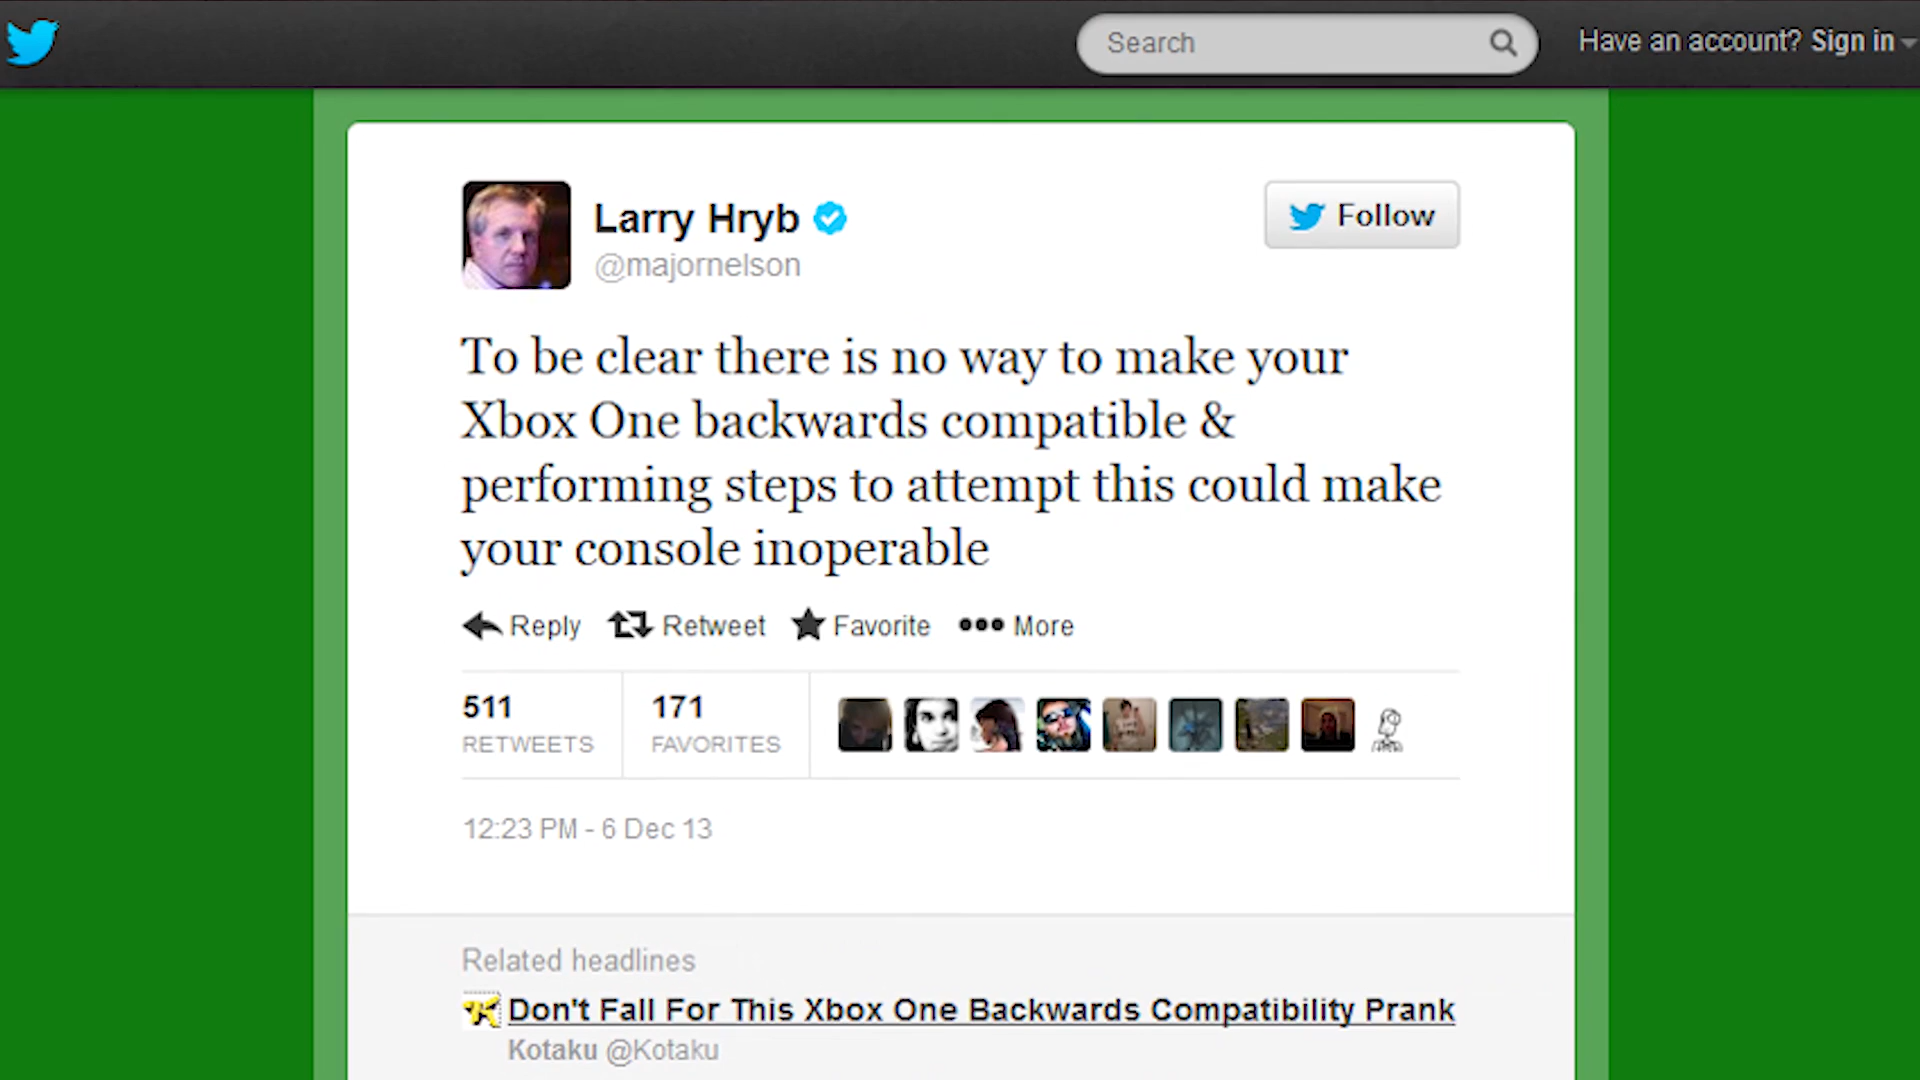 Search
Have an account? Sign in
Larry Hryb
@majornelson
Follow
To be clear there is no way to make your
Xbox One backwards compatible &
performing steps to attempt this could make
your console inoperable
Reply Retweet Favorite More
511 171
RETWEETS FAVORITES
12:23 PM - 6 Dec 13
Related headlines
Don't Fall For This Xbox One Backwards Compatibility Prank
Kotaku @Kotaku